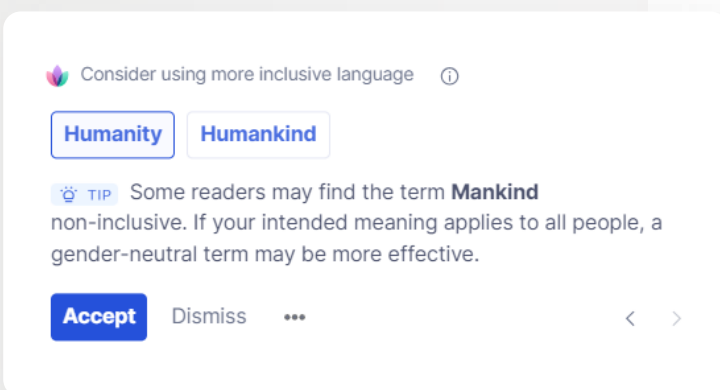 Consider using more inclusive language
Humanity Humankind
TIP Some readers may find the term Mankind
non-inclusive. If your intended meaning applies to all people, a
gender-neutral term may be more effective.
Accept Dismiss •••